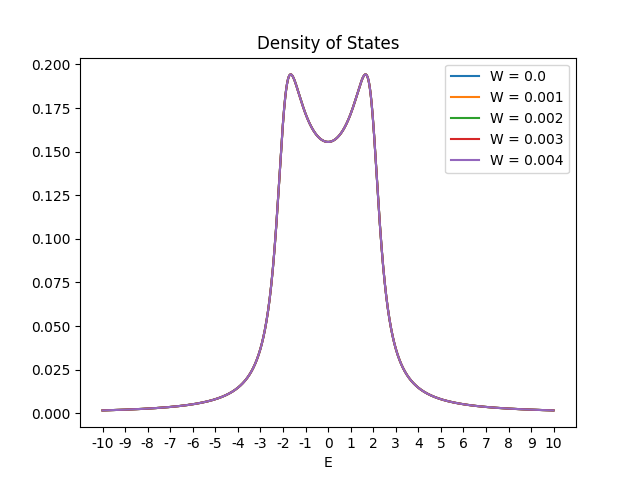 Density of States
0.200
0.175
0.150
0.125
0.100
0.075
0.050
0.025
0.000
W = 0.0
W = 0.001
W = 0.002
W = 0.003
W = 0.004
-10 -9 -8 -7 -6 -5 -4 -3 -2 -1 0 1 2 3 4 5 6 7 8 9 10
E